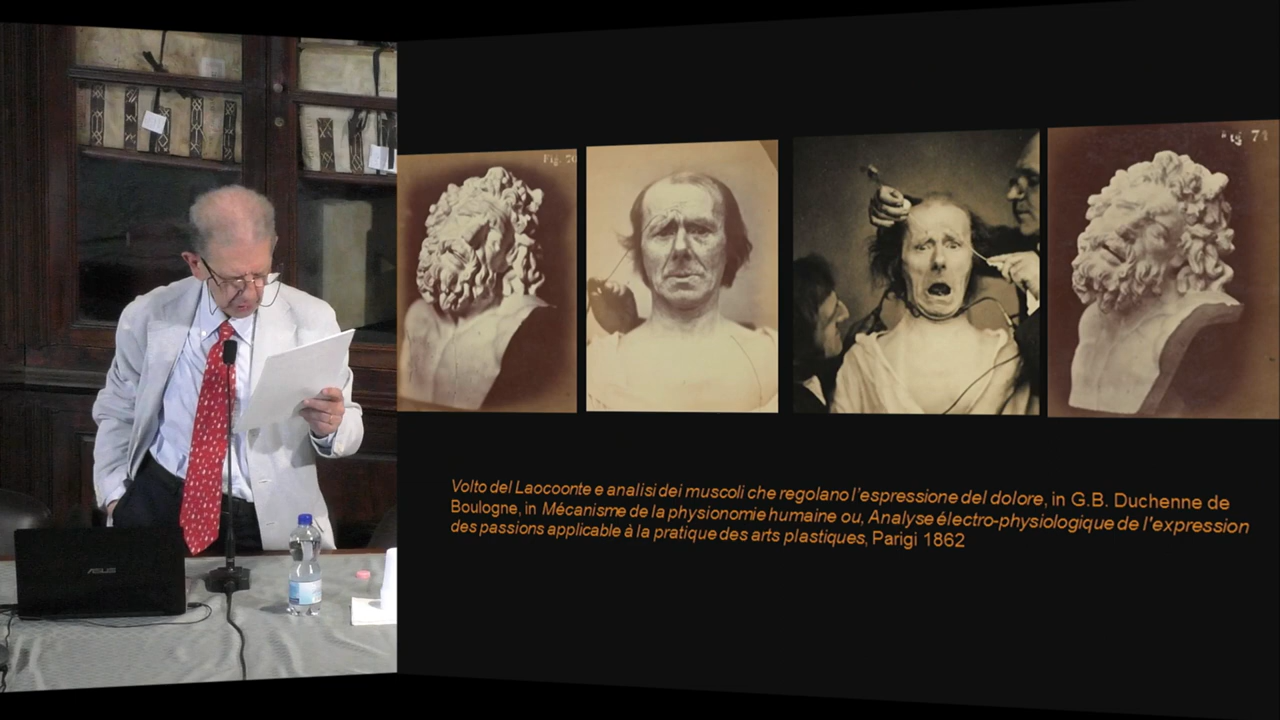 Fig. 70
Fig. 71
Volto del Laocoonte e analisi dei muscoli che regolano l'espressione del dolore, in G.B. Duchenne de
Boulogne, in Mécanisme de la physionomie humaine ou, Analyse électro-physiologique de l'expression
des passions applicable à la pratique des arts plastiques, Parigi 1862
ASUS